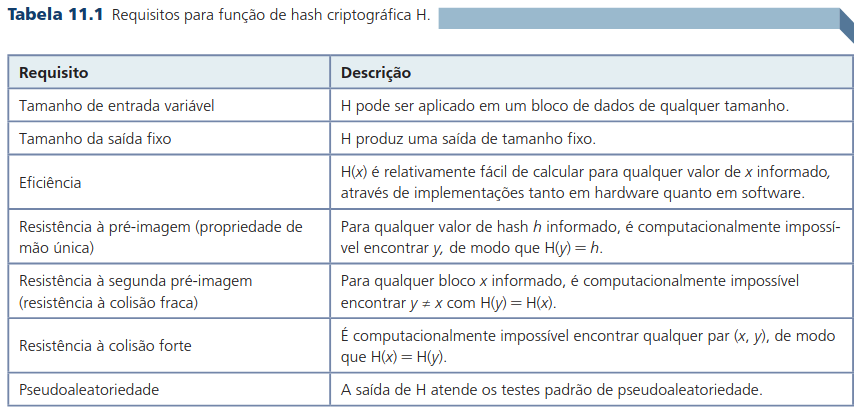 Tabela 11.1 Requisitos para função de hash criptográfica H.
Requisito Descrição
Tamanho de entrada variável H pode ser aplicado em um bloco de dados de qualquer tamanho.
Tamanho da saída fixo H produz uma saída de tamanho fixo.
Eficiência
H(x) é relativamente fácil de calcular para qualquer valor de x informado,
através de implementações tanto em hardware quanto em software.
Resistência à pré-imagem (propriedade de
mão única)
Para qualquer valor de hash h informado, é computacionalmente impossí-
vel encontrar y, de modo que H(y) = h.
Resistência à segunda pré-imagem
(resistência à colisão fraca)
Para qualquer bloco x informado, é computacionalmente impossível
encontrar y ≠ x com H(y) = H(x).
Resistência à colisão forte
É computacionalmente impossível encontrar qualquer par (x, y), de modo
que H(x) = H(y).
Pseudoaleatoriedade A saída de H atende os testes padrão de pseudoaleatoriedade.